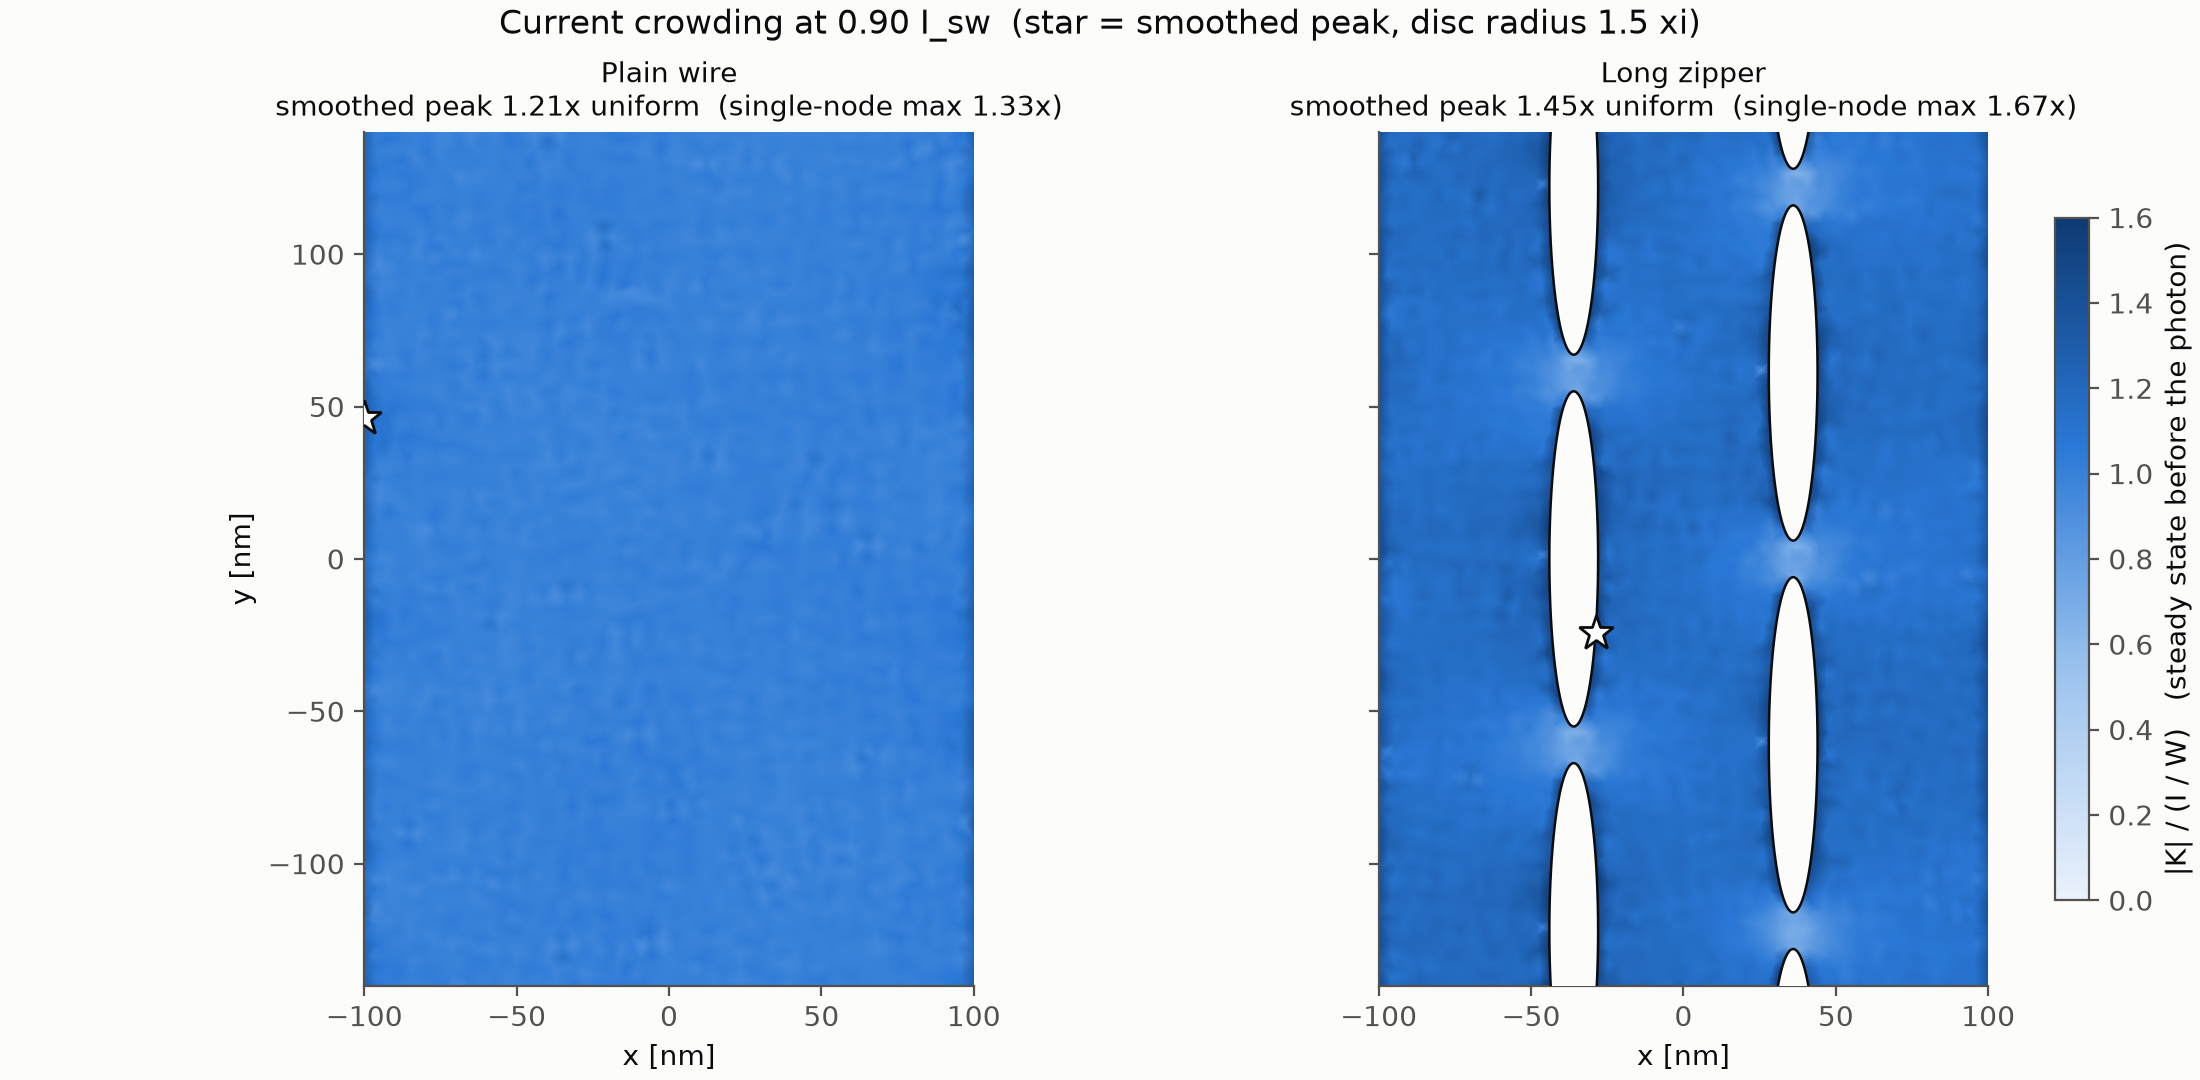 Current crowding at 0.90 I_sw  (star = smoothed peak, disc radius 1.5 xi)
Plain wire
smoothed peak 1.21x uniform  (single-node max 1.33x)
Long zipper
smoothed peak 1.45x uniform  (single-node max 1.67x)
100
50
0
−50
−100
y [nm]
−100
−50
0
50
100
x [nm]
−100
−50
0
50
100
x [nm]
1.6
1.4
1.2
1.0
0.8
0.6
0.4
0.2
0.0
|K| / (I / W)   (steady state before the photon)